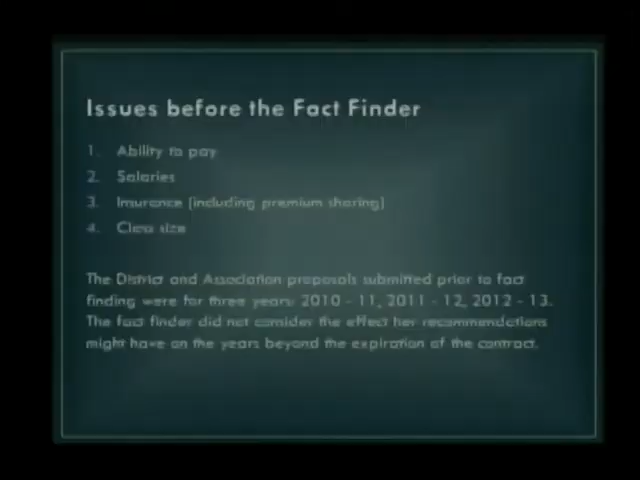 Issues before the Fact Finder
1. Ability to pay
2. Salaries
3. Insurance (including premium sharing)
4. Class size
The District and Association proposals submitted prior to fact
finding were for three years: 2010 - 11, 2011 - 12, 2012 - 13.
The fact finder did not consider the effect her recommendations
might have on the years beyond the expiration of the contract.